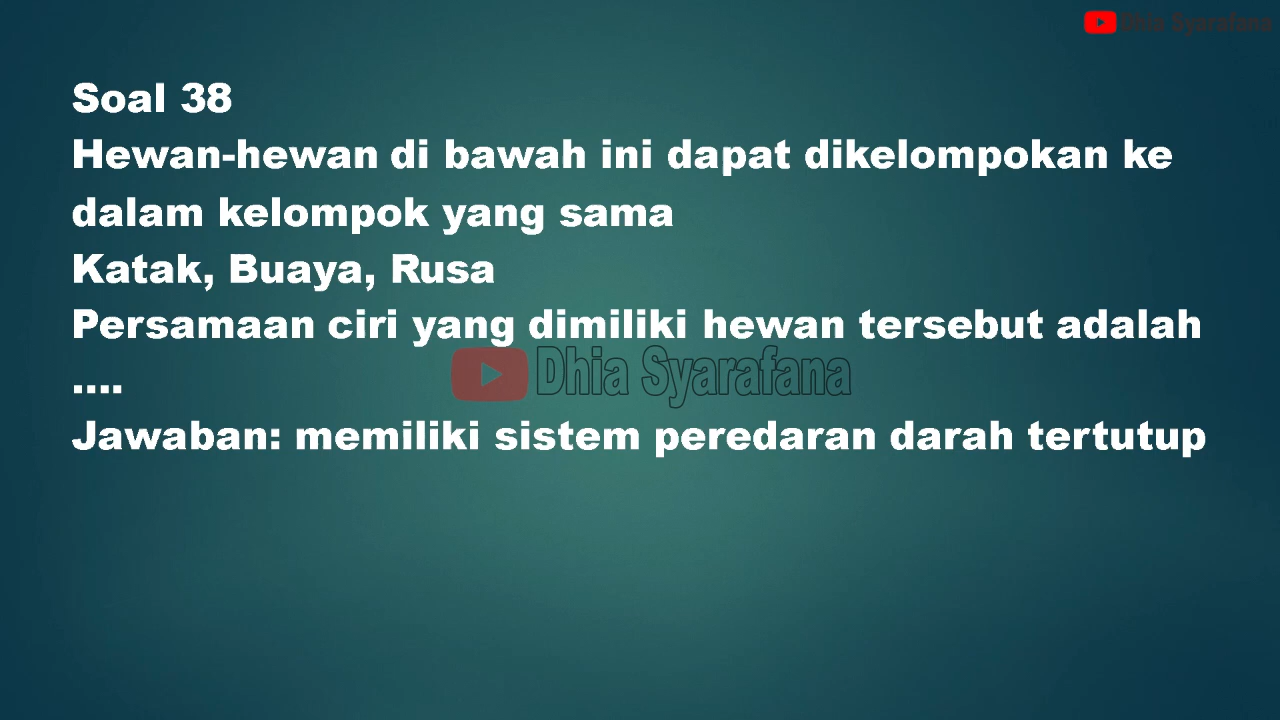 Dhia Syarafana
Soal 38
Hewan-hewan di bawah ini dapat dikelompokan ke
dalam kelompok yang sama
Katak, Buaya, Rusa
Persamaan ciri yang dimiliki hewan tersebut adalah
....
Dhia Syarafana
Jawaban: memiliki sistem peredaran darah tertutup